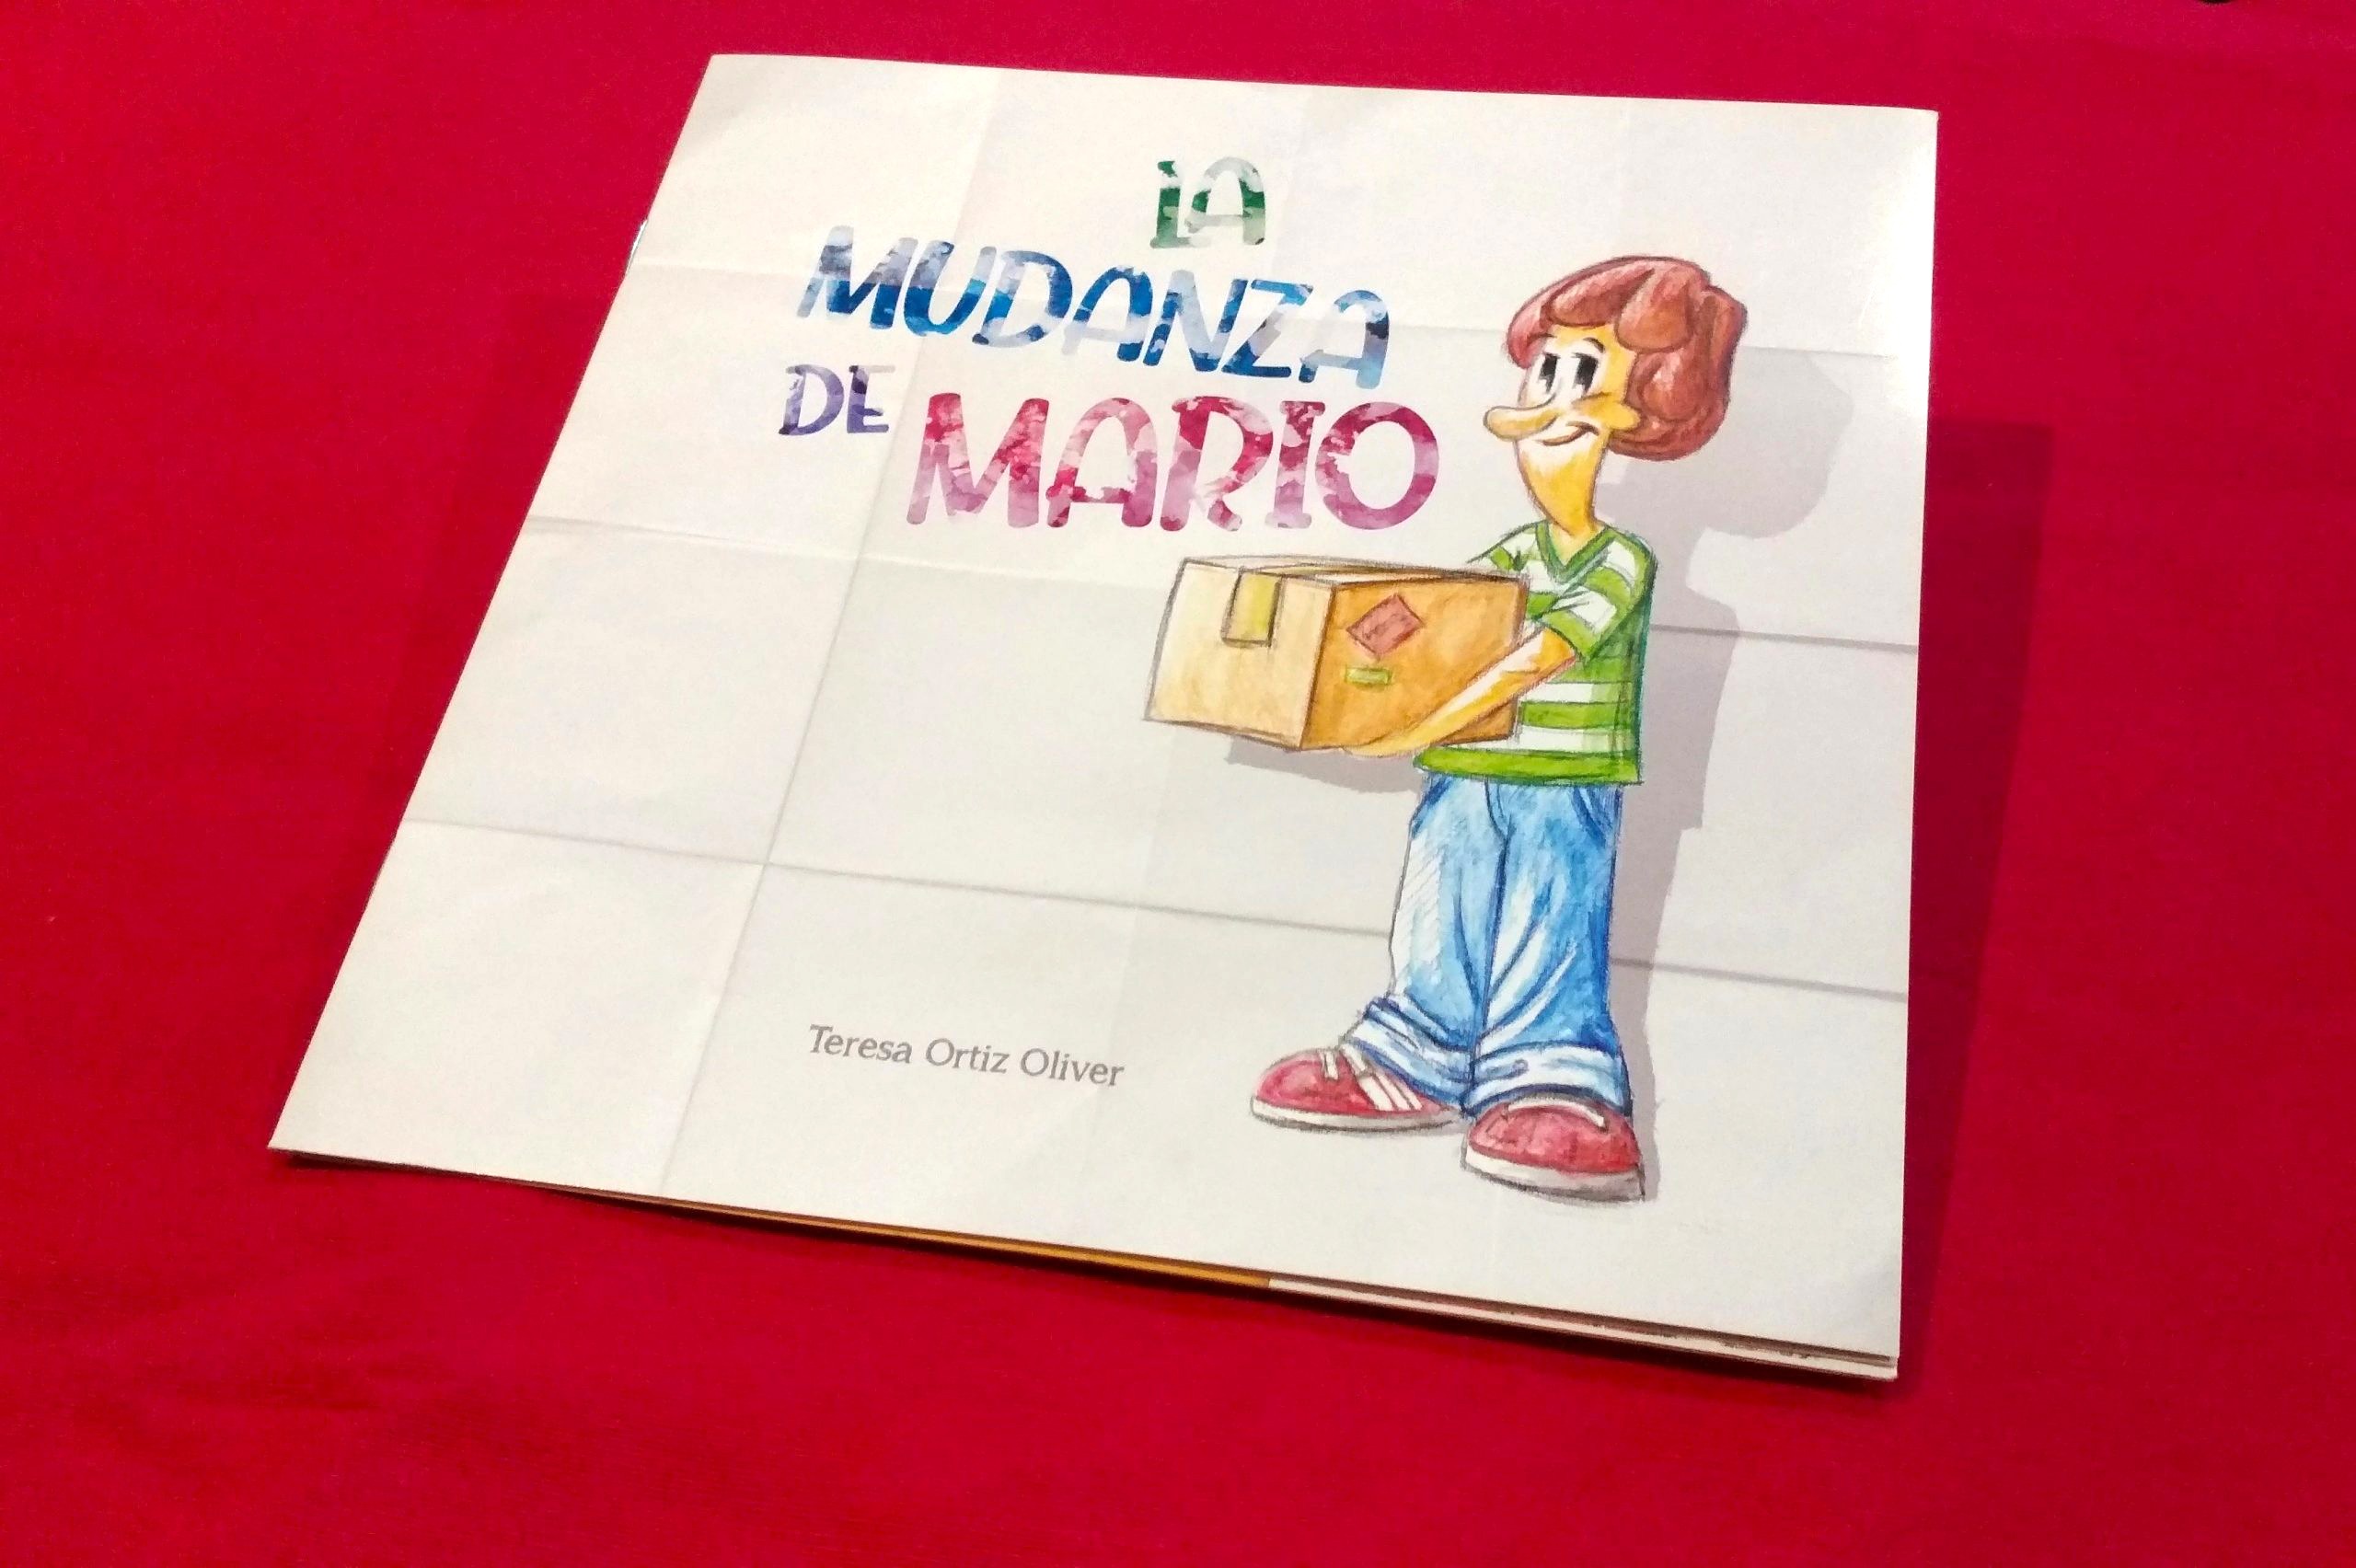 LA
MUDANZA
DE MARIO
Teresa Ortiz Oliver